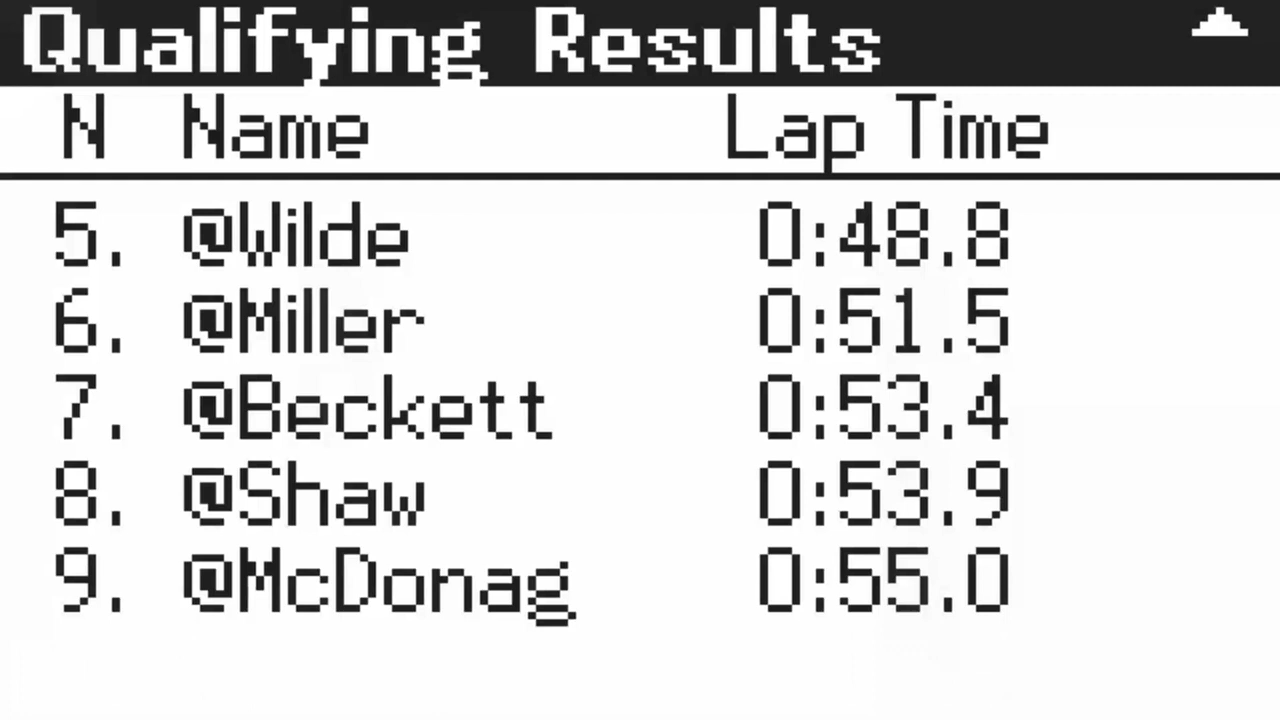 Qualifying Results
N Name Lap Time
5. @Wilde 0:48.8
6. @Miller 0:51.5
7. @Beckett 0:53.4
8. @Shaw 0:53.9
9. @McDonag 0:55.0